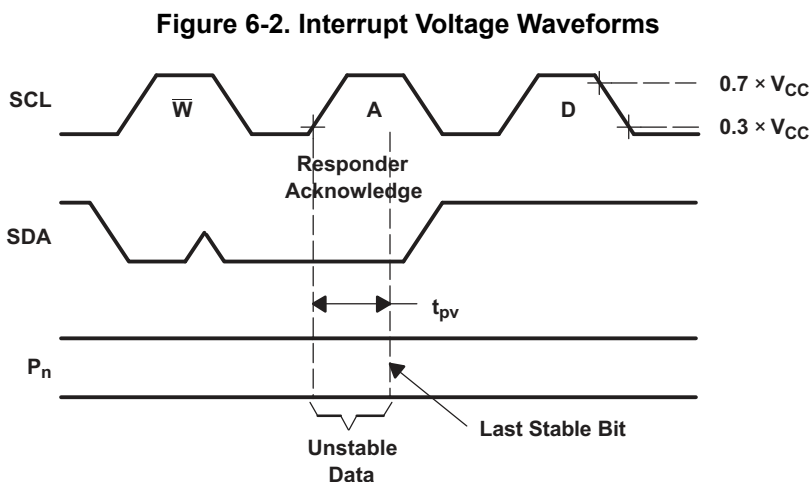 Figure 6-2. Interrupt Voltage Waveforms
SCL
W̅
A
D
0.7 × VCC
0.3 × VCC
Responder
Acknowledge
SDA
tpv
Pn
Last Stable Bit
Unstable
Data